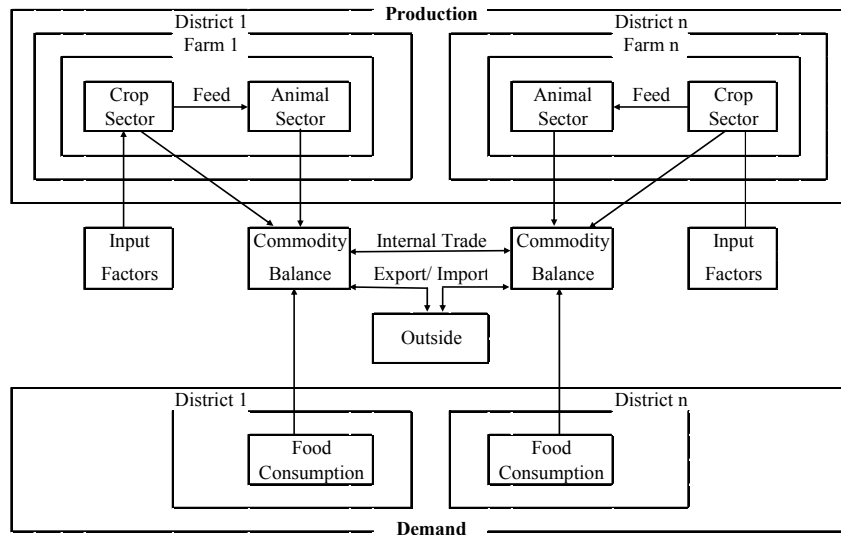 Production
District 1
District n
Farm 1
Farm n
Crop
Sector
Feed
Animal
Sector
Animal
Sector
Feed
Crop
Sector
Input
Factors
Commodity
Balance
Internal Trade
Export/ Import
Commodity
Balance
Input
Factors
Outside
District 1
District n
Food
Consumption
Food
Consumption
Demand